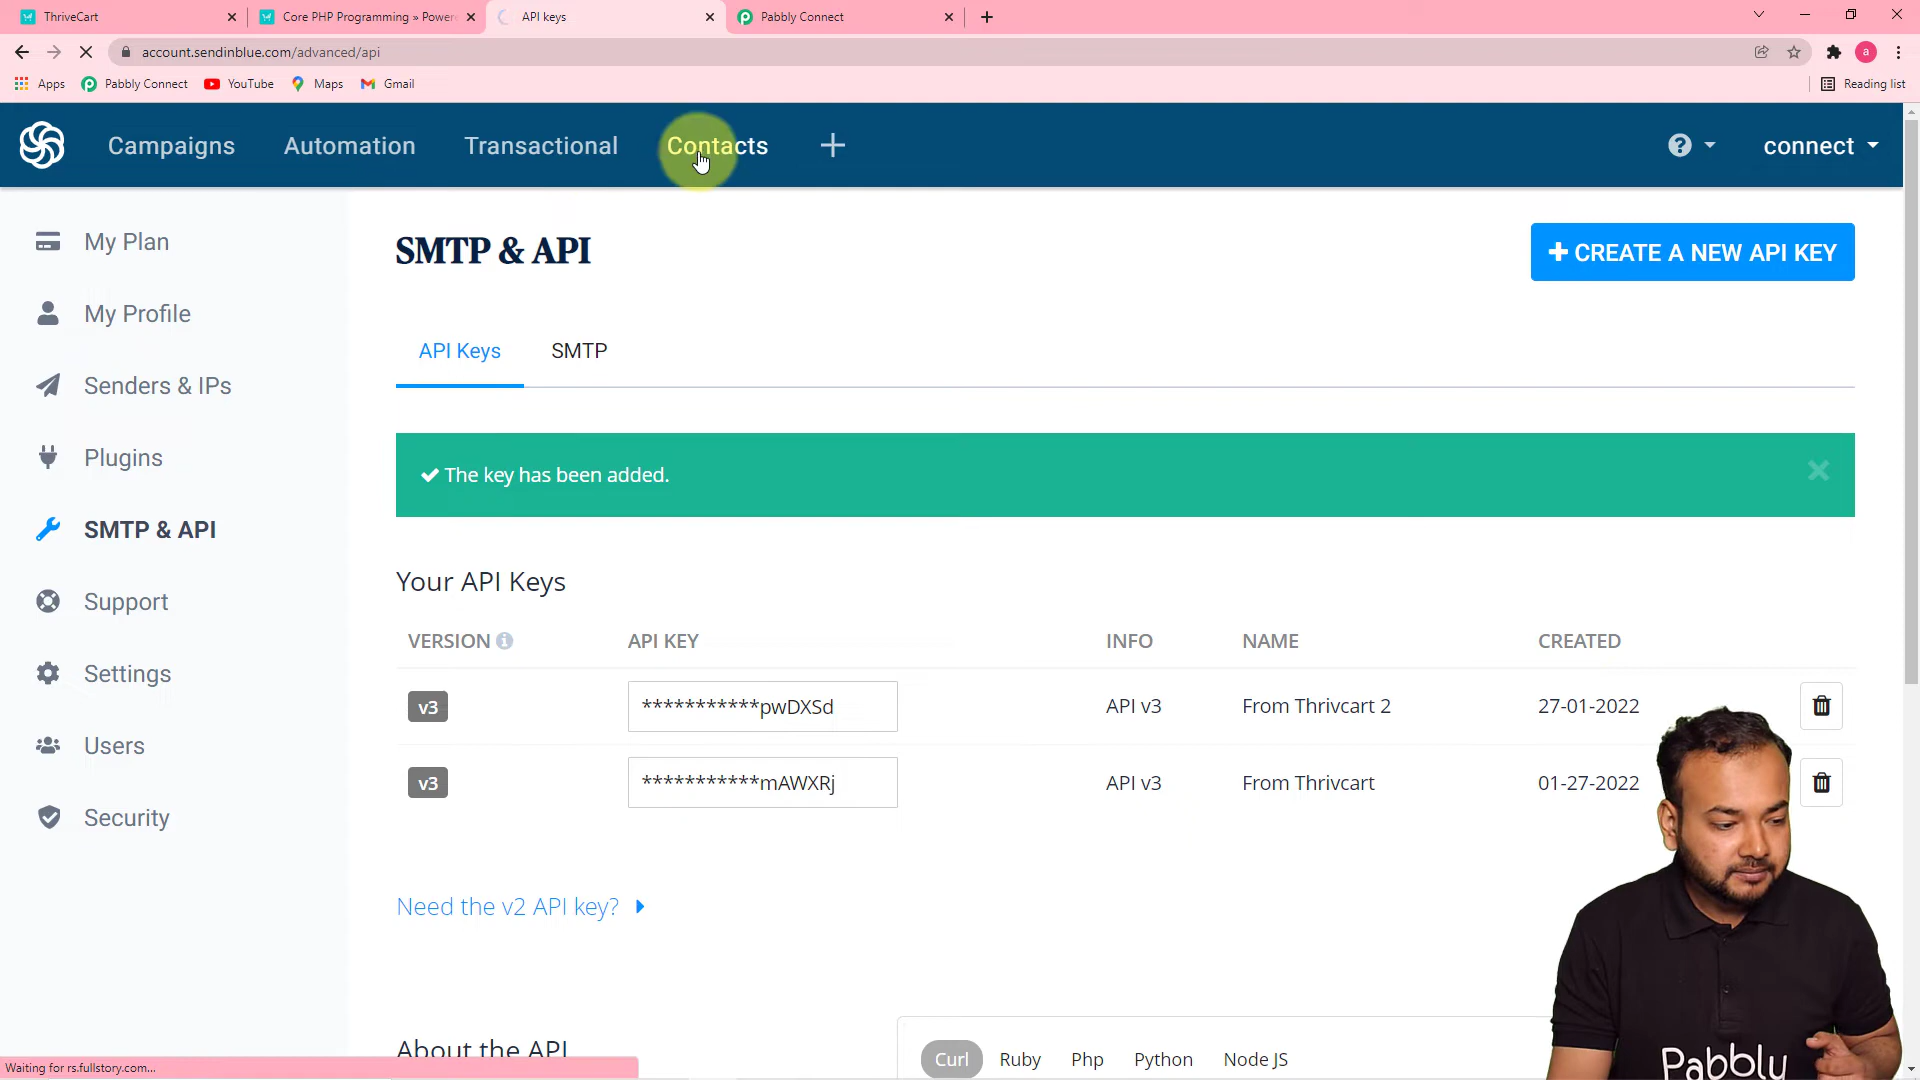 ThriveCart
Core PHP Programming » Powere
API keys
Pabbly Connect
account.sendinblue.com/advanced/api
Apps
Pabbly Connect
YouTube
Maps
Gmail
Reading list
Campaigns
Automation
Transactional
Contacts
connect
My Plan
My Profile
Senders & IPs
Plugins
SMTP & API
Support
Settings
Users
Security
SMTP & API
CREATE A NEW API KEY
API Keys
SMTP
The key has been added.
Your API Keys
VERSION
API KEY
INFO
NAME
CREATED
v3
***********pwDXSd
API v3
From Thrivcart 2
27-01-2022
v3
***********mAWXRj
API v3
From Thrivcart
01-27-2022
Need the v2 API key?
About the API
Curl
Ruby
Php
Python
Node JS
Waiting for rs.fullstory.com...
Pabbly